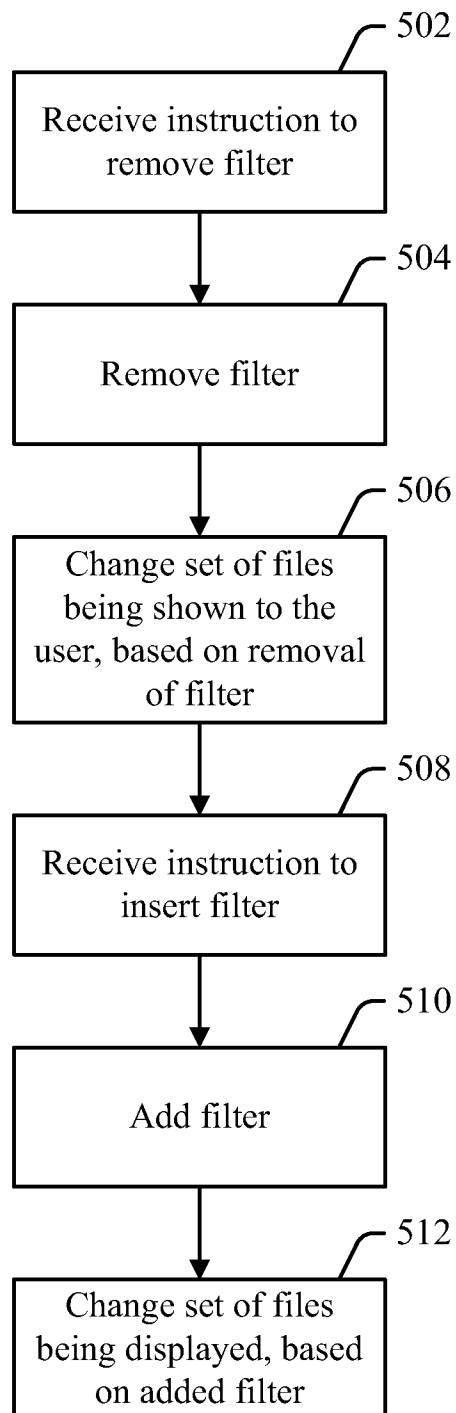 502
Receive instruction to
remove filter
504
Remove filter
506
Change set of files
being shown to the
user, based on removal
of filter
508
Receive instruction to
insert filter
510
Add filter
512
Change set of files
being displayed, based
on added filter